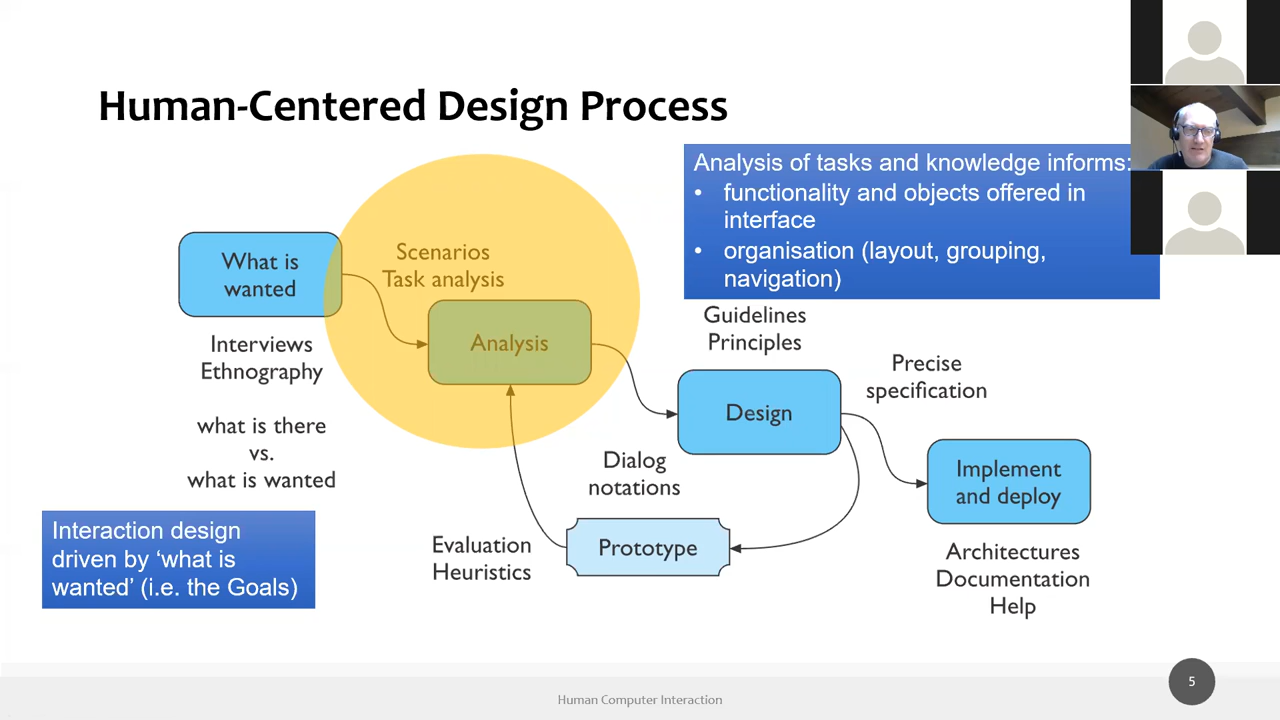 Human-Centered Design Process
Analysis of tasks and knowledge informs:
• functionality and objects offered in
interface
• organisation (layout, grouping,
navigation)
What is
wanted
Scenarios
Task analysis
Interviews
Ethnography
Analysis
Guidelines
Principles
Precise
specification
what is there
vs.
what is wanted
Design
Dialog
notations
Implement
and deploy
Interaction design
driven by ‘what is
wanted’ (i.e. the Goals)
Evaluation
Heuristics
Prototype
Architectures
Documentation
Help
Human Computer Interaction
5